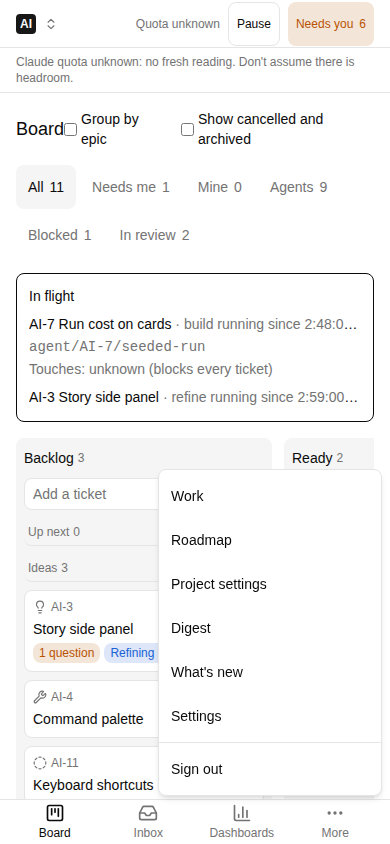 AI
Quota unknown
Pause
Needs you 6
Claude quota unknown: no fresh reading. Don't assume there is
headroom.
Board
Group by
epic
Show cancelled and
archived
All 11
Needs me 1
Mine 0
Agents 9
Blocked 1
In review 2
In flight
AI-7 Run cost on cards · build running since 2:48:0…
agent/AI-7/seeded-run
Touches: unknown (blocks every ticket)
AI-3 Story side panel · refine running since 2:59:00…
Backlog 3
Ready 2
Add a ticket
Up next 0
Ideas 3
AI-3
Story side panel
1 question
Refining
AI-4
Command palette
AI-11
Keyboard shortcuts
Work
Roadmap
Project settings
Digest
What's new
Settings
Sign out
Board
Inbox
Dashboards
More